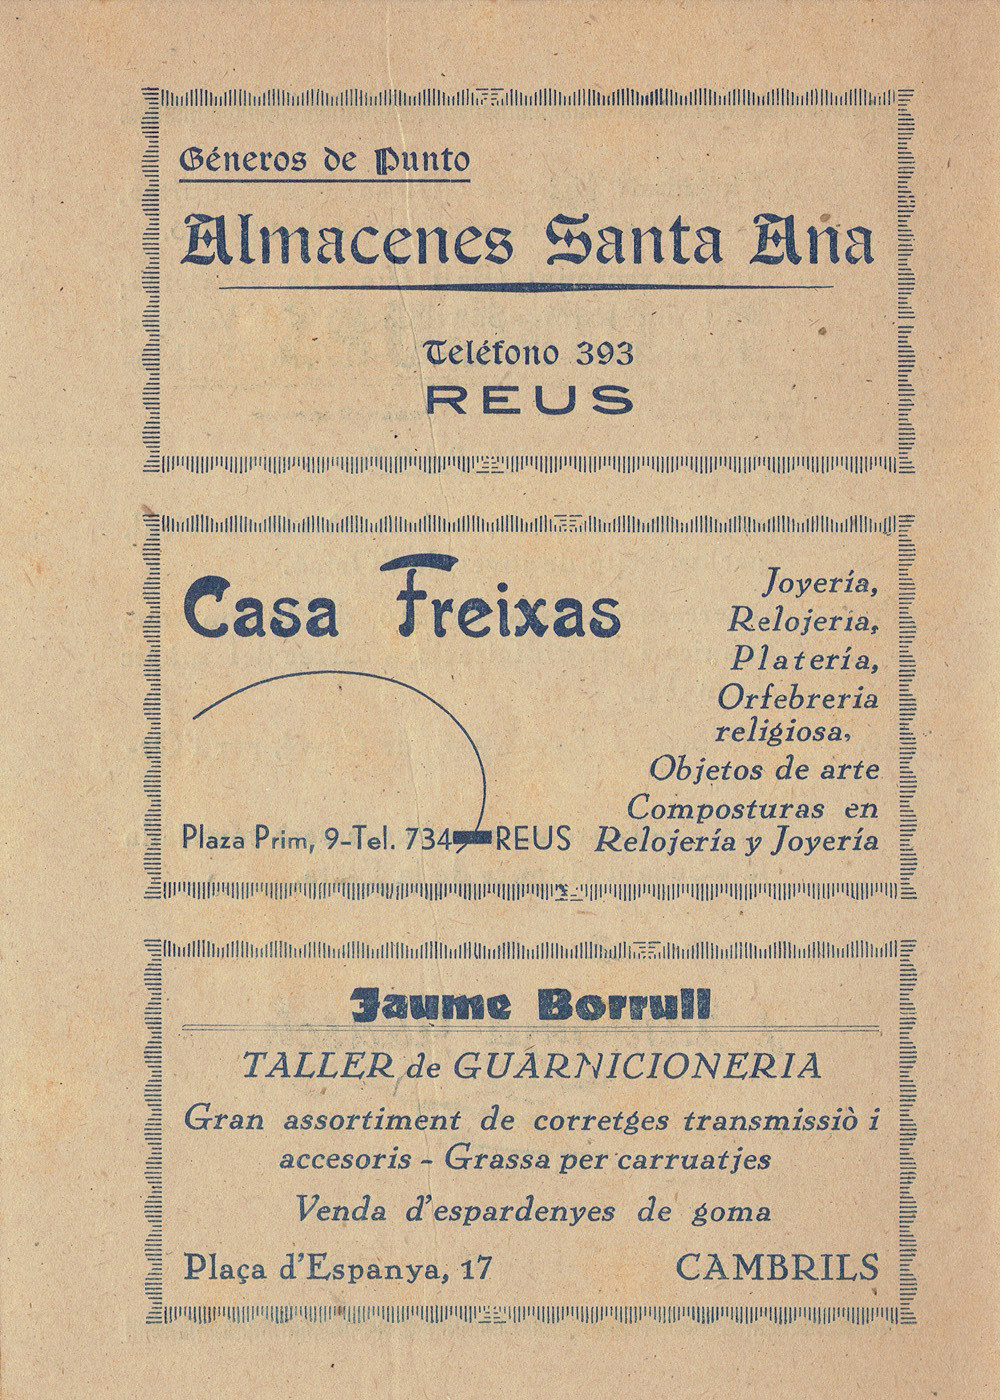 Géneros de Punto
Almacenes Santa Ana
Teléfono 393
REUS
Casa Freixas
Joyería,
Relojeria,
Platería,
Orfebreria
religiosa,
Objetos de arte
Composturas en
Relojería y Joyería
Plaza Prim, 9-Tel. 734 - REUS
Jaume Borrull
TALLER de GUARNICIONERIA
Gran assortiment de corretges transmissiò i
accesoris - Grassa per carruatjes
Venda d'espardenyes de goma
Plaça d'Espanya, 17 CAMBRILS